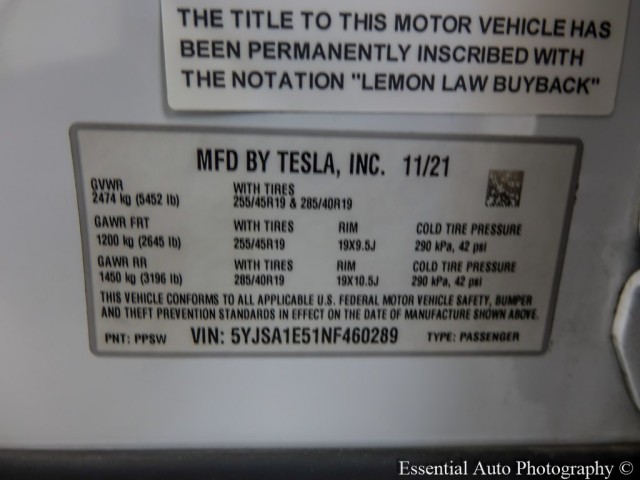 THE TITLE TO THIS MOTOR VEHICLE HAS
BEEN PERMANENTLY INSCRIBED WITH
THE NOTATION "LEMON LAW BUYBACK"
MFD BY TESLA, INC. 11/21
GVWR WITH TIRES
2474 kg (5452 lb) 255/45R19 & 285/40R19
GAWR FRT WITH TIRES RIM COLD TIRE PRESSURE
1200 kg (2645 lb) 255/45R19 19X9.5J 290 kPa, 42 psi
GAWR RR WITH TIRES RIM COLD TIRE PRESSURE
1450 kg (3196 lb) 285/40R19 19X10.5J 290 kPa, 42 psi
THIS VEHICLE CONFORMS TO ALL APPLICABLE U.S. FEDERAL MOTOR VEHICLE SAFETY, BUMPER
AND THEFT PREVENTION STANDARDS IN EFFECT ON THE DATE OF MANUFACTURE SHOWN ABOVE.
PNT: PPSW VIN: 5YJSA1E51NF460289 TYPE: PASSENGER
Essential Auto Photography ©